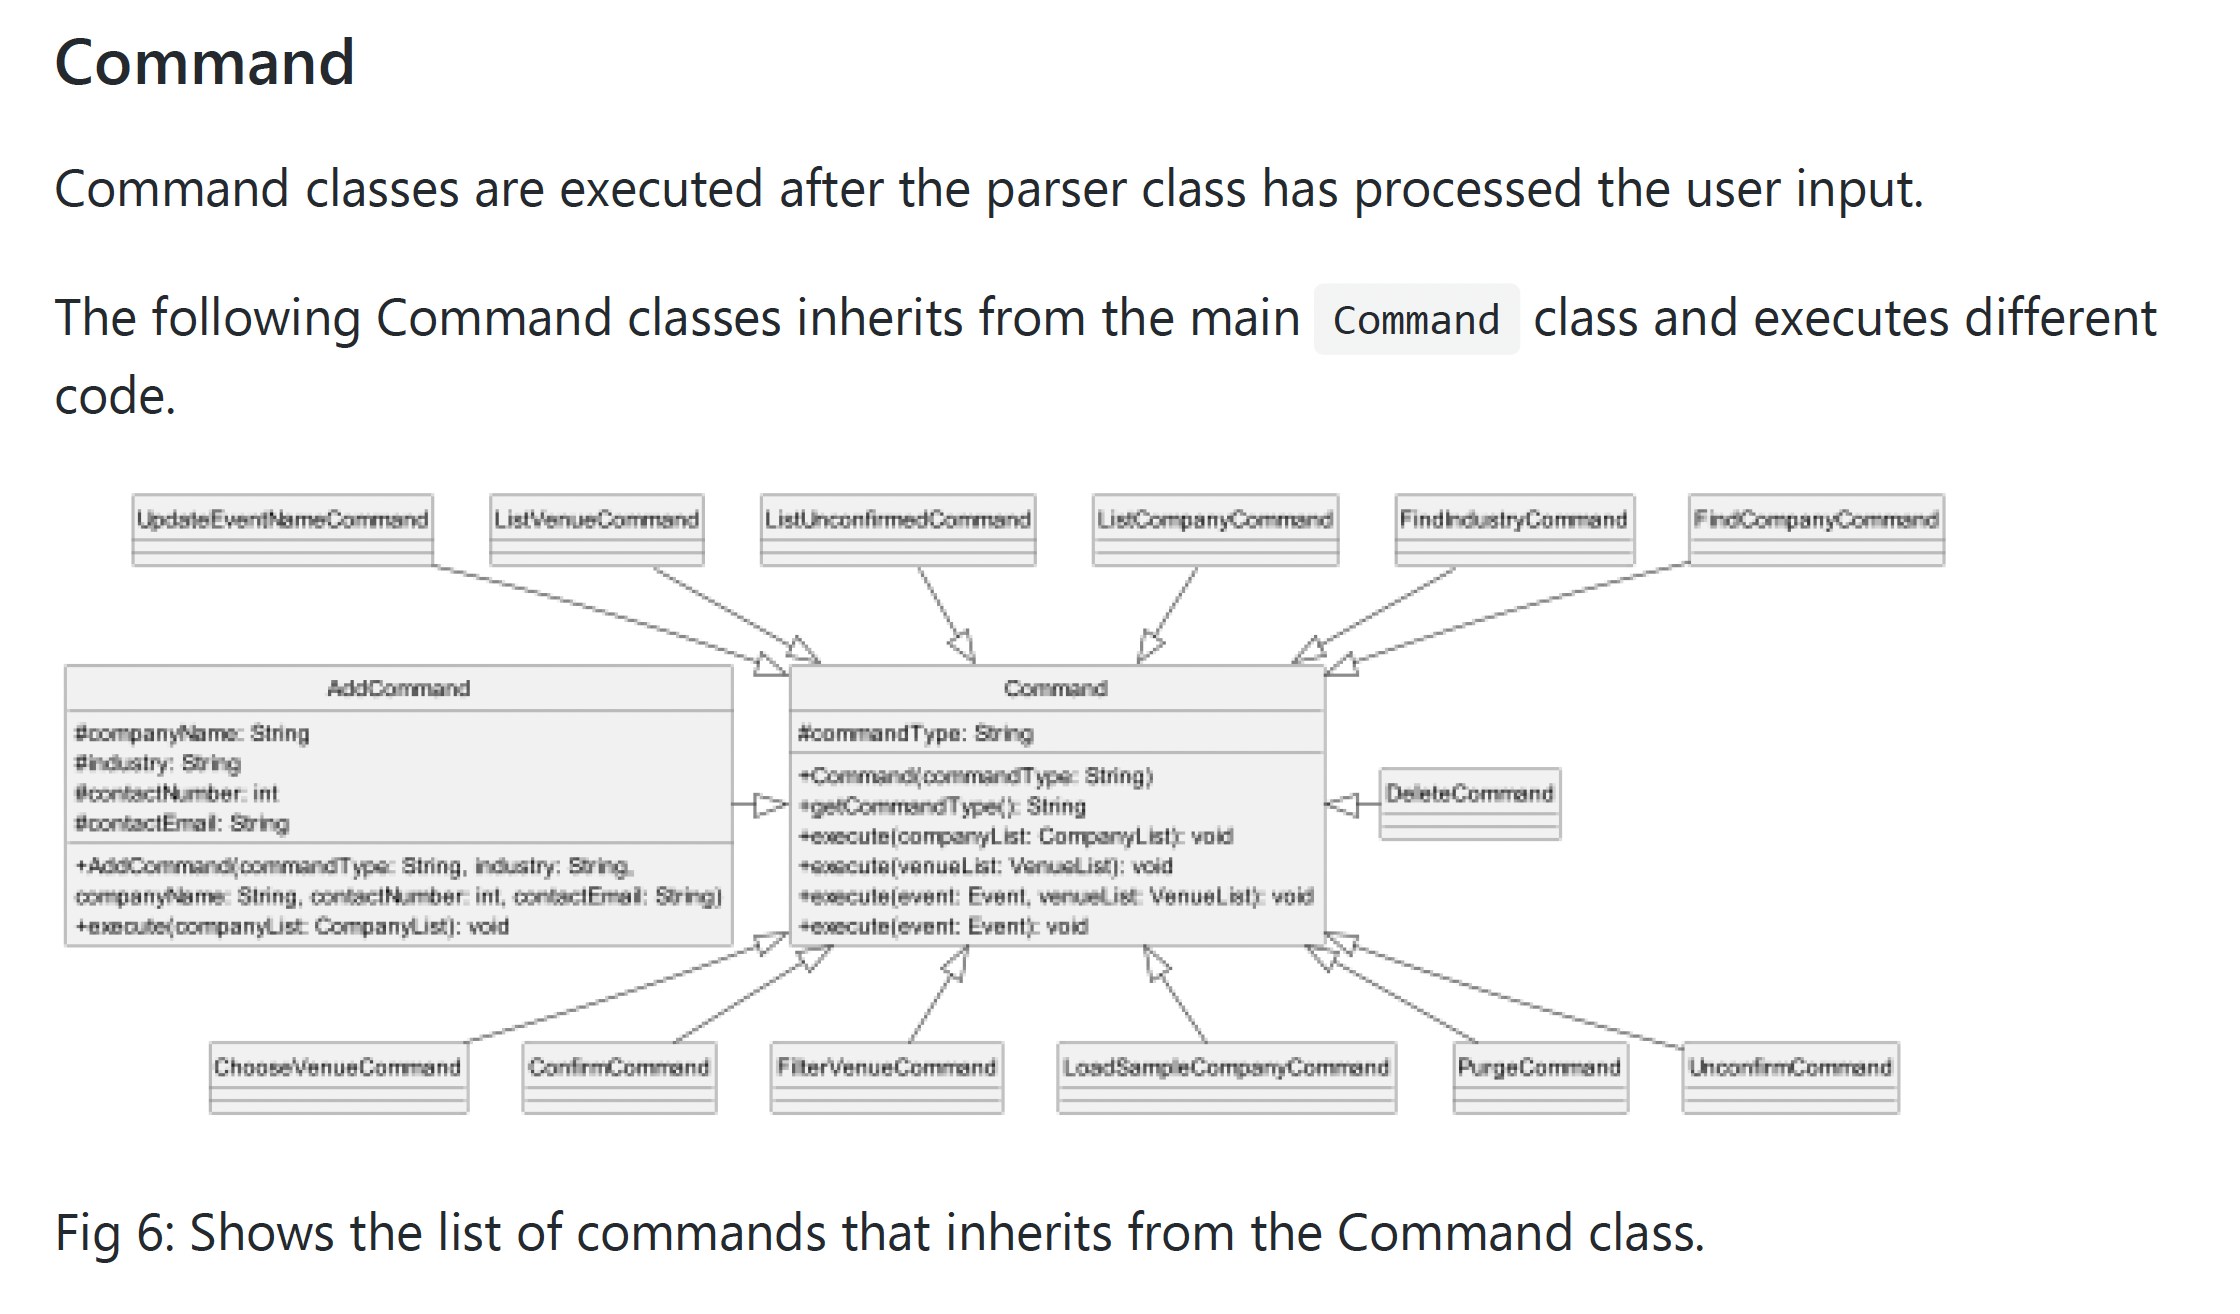 Command
Command classes are executed after the parser class has processed the user input.
The following Command classes inherits from the main Command class and executes different
code.
UpdateEventNameCommand
ListVenueCommand
ListUnconfirmedCommand
ListCompanyCommand
FindIndustryCommand
FindCompanyCommand
AddCommand
#companyName: String
#industry: String
#contactNumber: int
#contactEmail: String
+AddCommand(commandType: String, industry: String,
companyName: String, contactNumber: int, contactEmail: String)
+execute(companyList: CompanyList): void
Command
#commandType: String
+Command(commandType: String)
+getCommandType(): String
+execute(companyList: CompanyList): void
+execute(venueList: VenueList): void
+execute(event: Event, venueList: VenueList): void
+execute(event: Event): void
DeleteCommand
ChooseVenueCommand
ConfirmCommand
FilterVenueCommand
LoadSampleCompanyCommand
PurgeCommand
UnconfirmCommand
Fig 6: Shows the list of commands that inherits from the Command class.